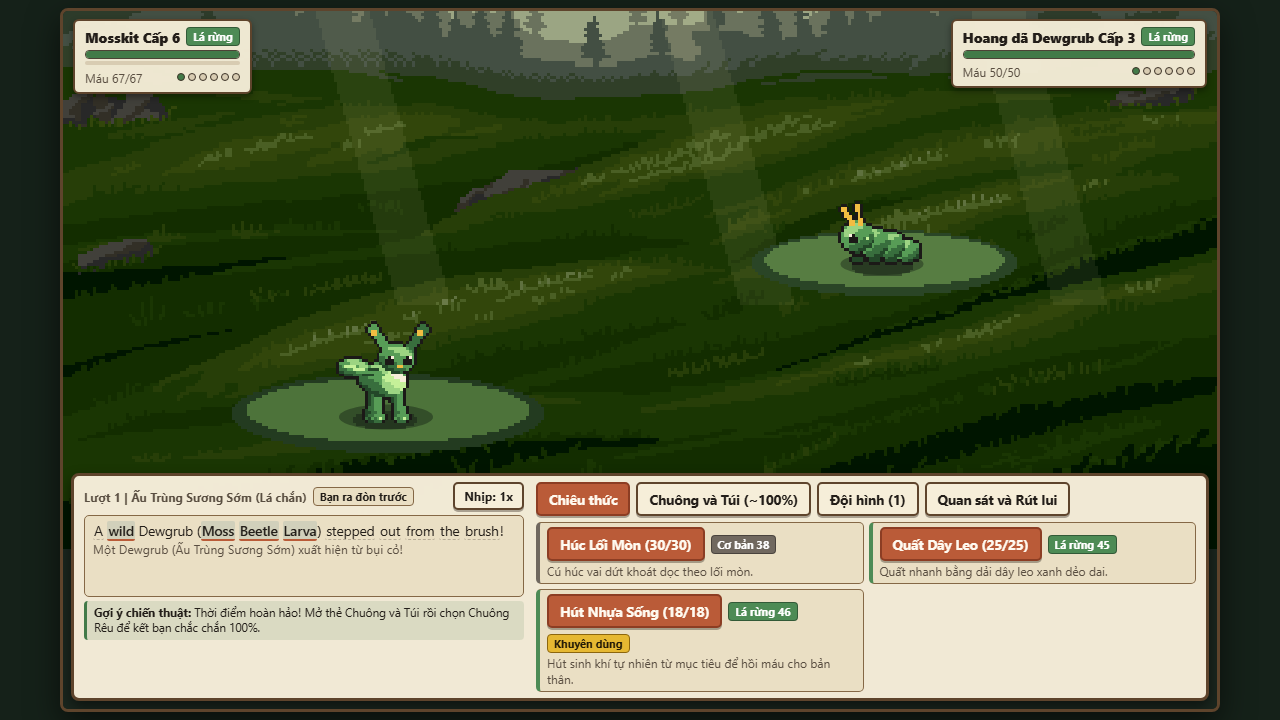 Mosskit Cấp 6 Lá rừng
Máu 67/67
Hoang dã Dewgrub Cấp 3 Lá rừng
Máu 50/50
Lượt 1 | Ấu Trùng Sương Sớm (Lá chắn) Bạn ra đòn trước Nhịp: 1x
A wild Dewgrub (Moss Beetle Larva) stepped out from the brush!
Một Dewgrub (Ấu Trùng Sương Sớm) xuất hiện từ bụi cỏ!
Gợi ý chiến thuật: Thời điểm hoàn hảo! Mở thẻ Chuông và Túi rồi chọn Chuông
Rêu để kết bạn chắc chắn 100%.
Chiêu thức Chuông và Túi (~100%) Đội hình (1) Quan sát và Rút lui
Húc Lối Mòn (30/30) Cơ bản 38
Cú húc vai dứt khoát dọc theo lối mòn.
Quất Dây Leo (25/25) Lá rừng 45
Quất nhanh bằng dải dây leo xanh dẻo dai.
Hút Nhựa Sống (18/18) Lá rừng 46
Khuyên dùng
Hút sinh khí tự nhiên từ mục tiêu để hồi máu cho bản
thân.